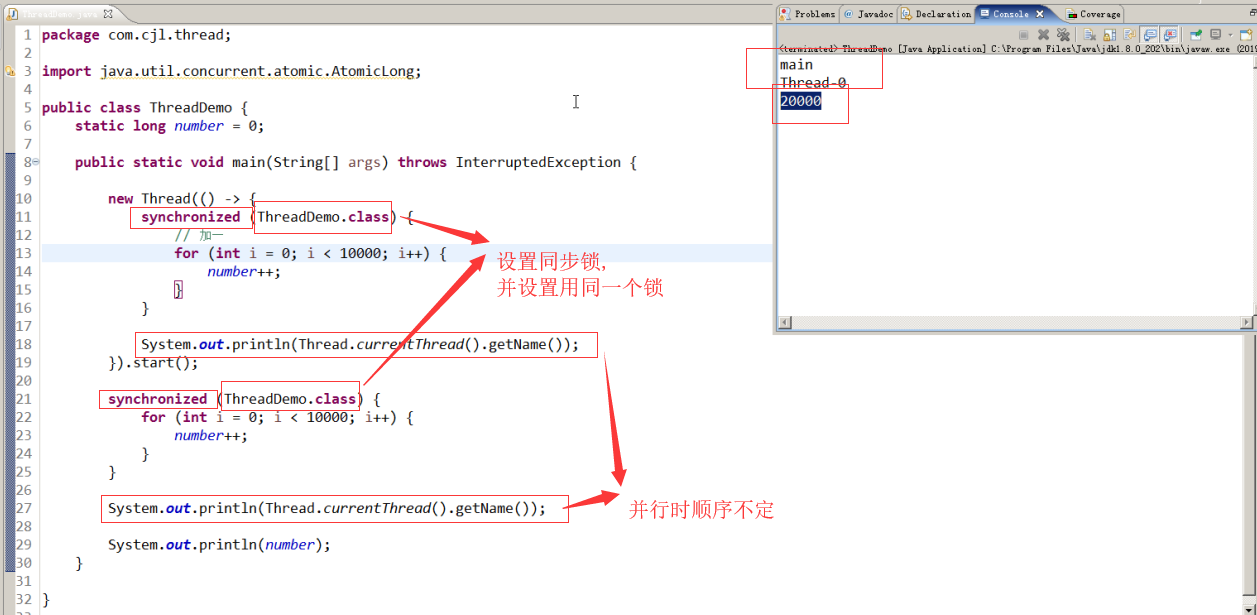 ThreadDemo.java
1 package com.cjl.thread;
2
3 import java.util.concurrent.atomic.AtomicLong;
4
5 public class ThreadDemo {
6 static long number = 0;
7
8 public static void main(String[] args) throws InterruptedException {
9
10 new Thread(() -> {
11 synchronized (ThreadDemo.class) {
12 // 加一
13 for (int i = 0; i < 10000; i++) {
14 number++;
15 }
16 }
17
18 System.out.println(Thread.currentThread().getName());
19 }).start();
20
21 synchronized (ThreadDemo.class) {
22 for (int i = 0; i < 10000; i++) {
23 number++;
24 }
25 }
26
27 System.out.println(Thread.currentThread().getName());
28
29 System.out.println(number);
30 }
31
32 }
设置同步锁,
并设置用同一个锁
并行时顺序不定
Problems @ Javadoc Declaration Console Coverage
<terminated> ThreadDemo [Java Application] C:\Program Files\Java\jdk1.8.0_202\bin\javaw.exe (2019
main
Thread-0
20000